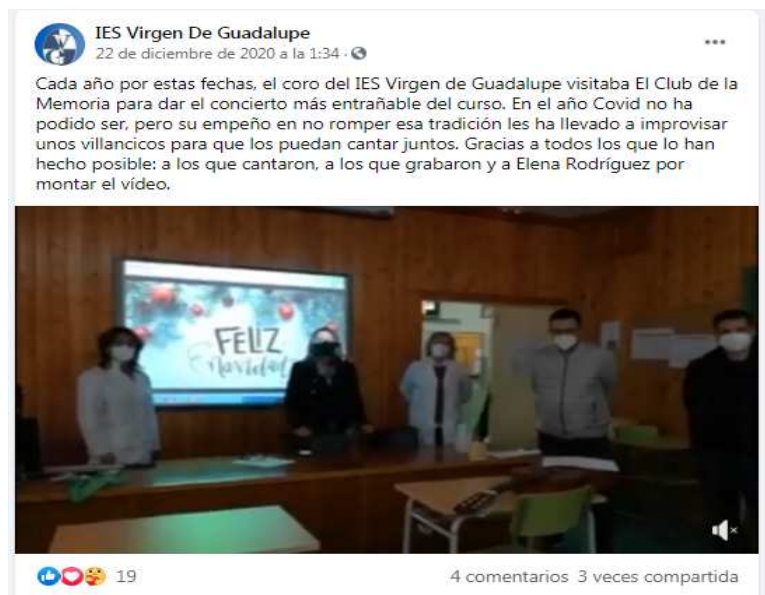 IES Virgen De Guadalupe
22 de diciembre de 2020 a la 1:34 ·
Cada año por estas fechas, el coro del IES Virgen de Guadalupe visitaba El Club de la
Memoria para dar el concierto más entrañable del curso. En el año Covid no ha
podido ser, pero su empeño en no romper esa tradición les ha llevado a improvisar
unos villancicos para que los puedan cantar juntos. Gracias a todos los que lo han
hecho posible: a los que cantaron, a los que grabaron y a Elena Rodríguez por
montar el vídeo.
FELIZ
Navidad
19
4 comentarios 3 veces compartida